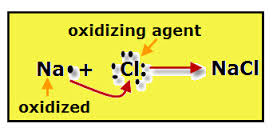 oxidizing agent
Na + Cl NaCl
oxidized